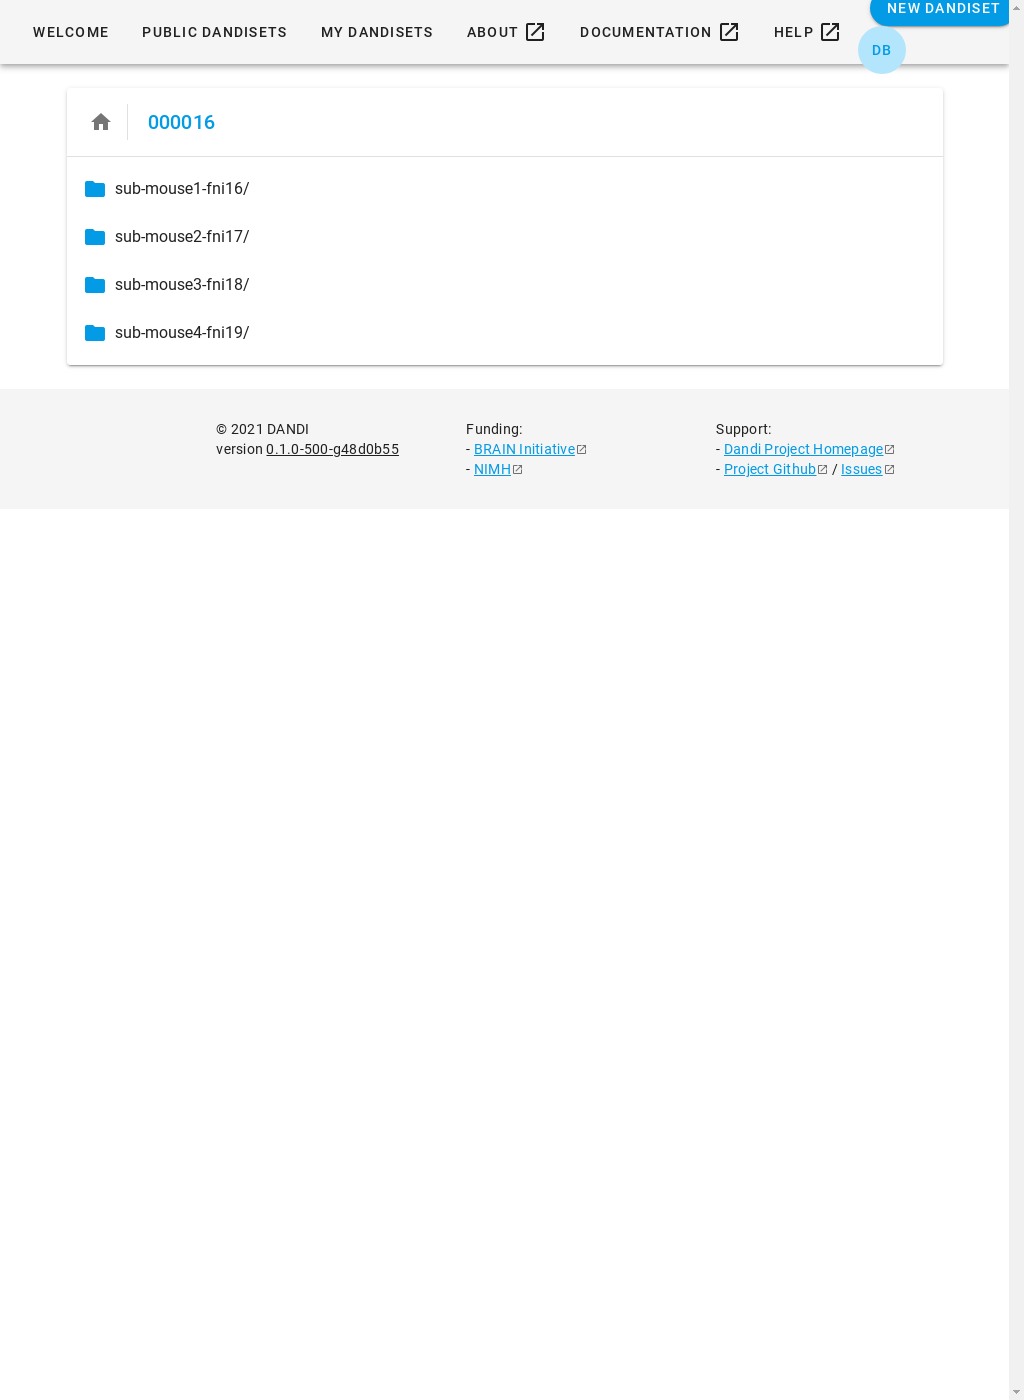 NEW DANDISET
WELCOME
PUBLIC DANDISETS
MY DANDISETS
ABOUT
DOCUMENTATION
HELP
DB
000016
sub-mouse1-fni16/
sub-mouse2-fni17/
sub-mouse3-fni18/
sub-mouse4-fni19/
© 2021 DANDI
version 0.1.0-500-g48d0b55
Funding:
- BRAIN Initiative
- NIMH
Support:
- Dandi Project Homepage
- Project Github / Issues